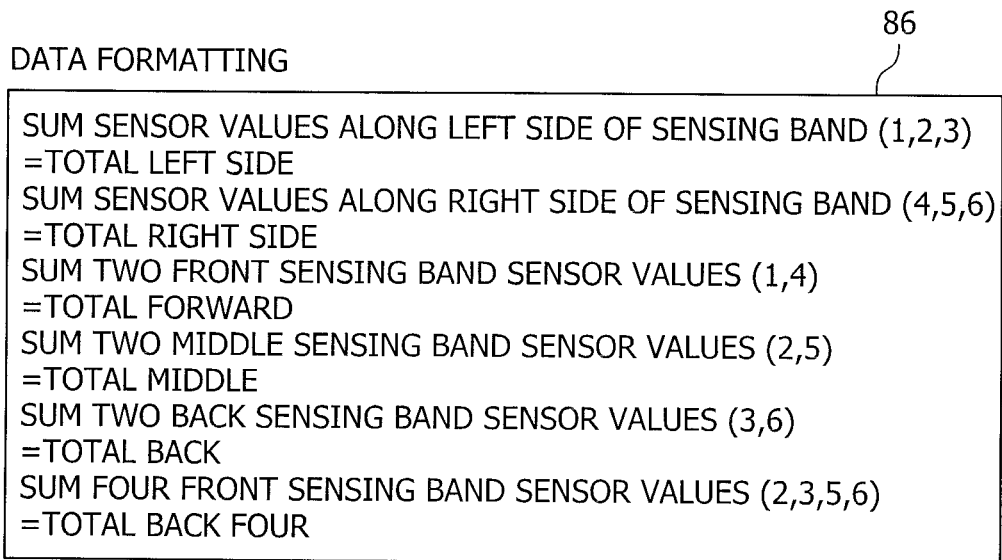 86
DATA FORMATTING
SUM SENSOR VALUES ALONG LEFT SIDE OF SENSING BAND (1,2,3)
=TOTAL LEFT SIDE
SUM SENSOR VALUES ALONG RIGHT SIDE OF SENSING BAND (4,5,6)
=TOTAL RIGHT SIDE
SUM TWO FRONT SENSING BAND SENSOR VALUES (1,4)
=TOTAL FORWARD
SUM TWO MIDDLE SENSING BAND SENSOR VALUES (2,5)
=TOTAL MIDDLE
SUM TWO BACK SENSING BAND SENSOR VALUES (3,6)
=TOTAL BACK
SUM FOUR FRONT SENSING BAND SENSOR VALUES (2,3,5,6)
=TOTAL BACK FOUR